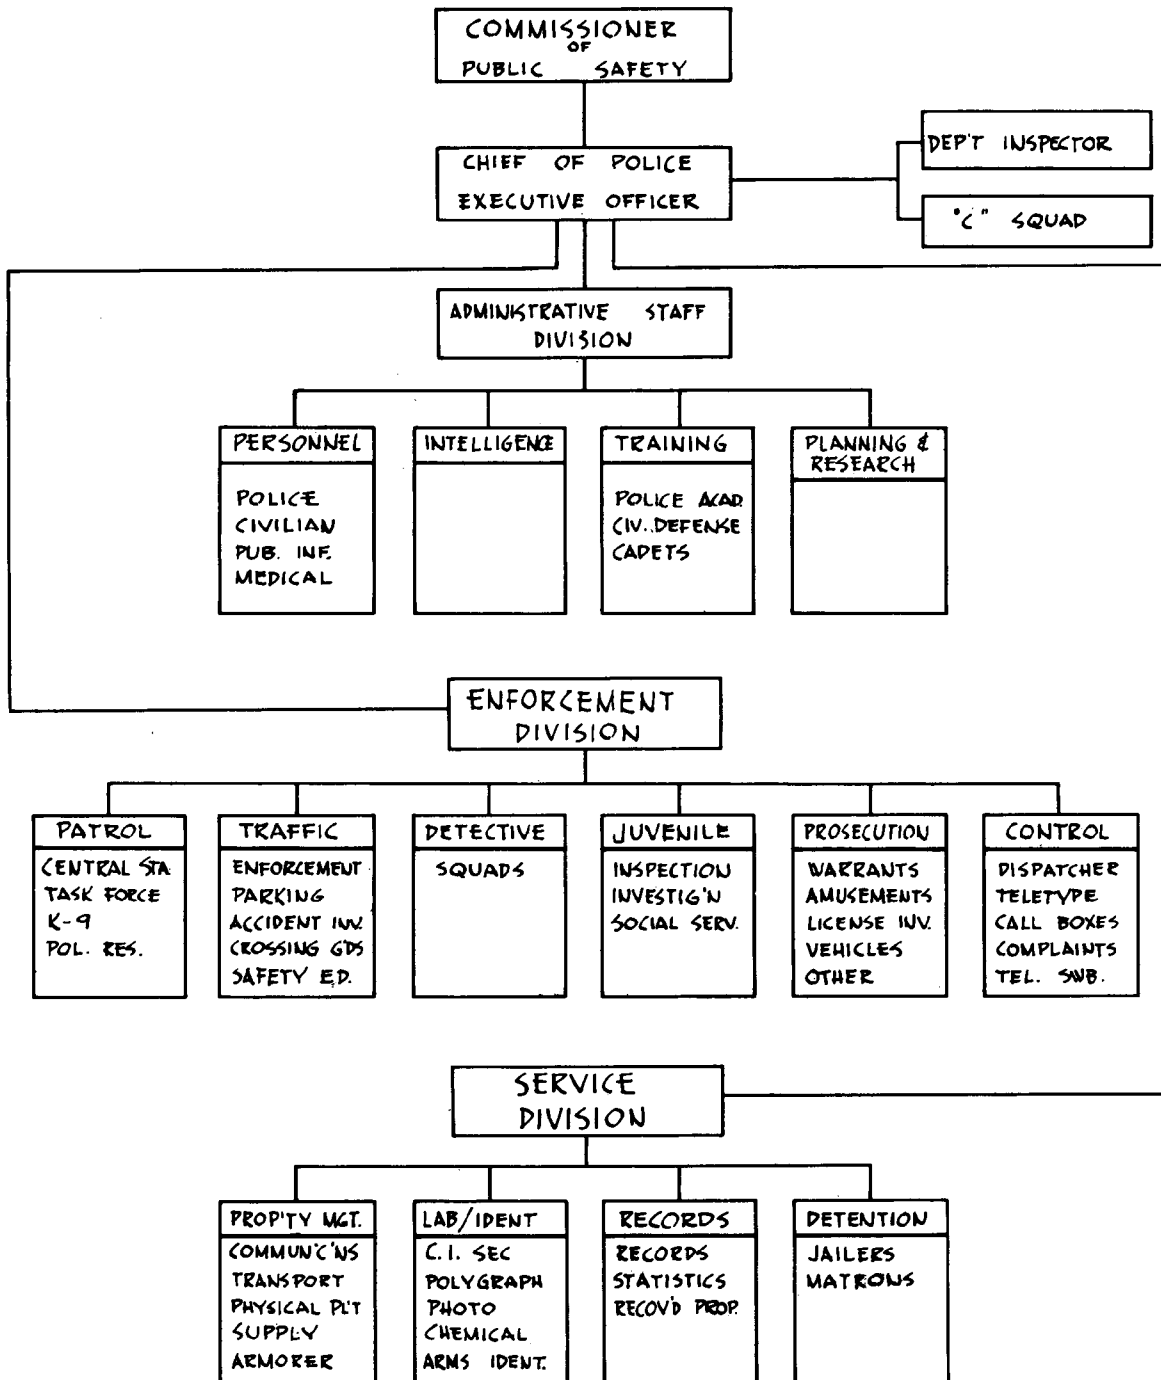 COMMISSIONER
OF
PUBLIC SAFETY
CHIEF OF POLICE
EXECUTIVE OFFICER
DEP'T INSPECTOR
"C" SQUAD
ADMINISTRATIVE STAFF
DIVISION
PERSONNEL
POLICE
CIVILIAN
PUB. INF.
MEDICAL
INTELLIGENCE
TRAINING
POLICE ACAD.
CIV. DEFENSE
CADETS
PLANNING &
RESEARCH
ENFORCEMENT
DIVISION
PATROL
CENTRAL STA.
TASK FORCE
K-9
POL. RES.
TRAFFIC
ENFORCEMENT
PARKING
ACCIDENT INV.
CROSSING GDS
SAFETY ED.
DETECTIVE
SQUADS
JUVENILE
INSPECTION
INVESTIG'N
SOCIAL SERV.
PROSECUTION
WARRANTS
AMUSEMENTS
LICENSE INV.
VEHICLES
OTHER
CONTROL
DISPATCHER
TELETYPE
CALL BOXES
COMPLAINTS
TEL. SWB.
SERVICE
DIVISION
PROP'TY MGT.
COMMUN'C'NS
TRANSPORT
PHYSICAL PL'T
SUPPLY
ARMORER
LAB/IDENT
C.I. SEC
POLYGRAPH
PHOTO
CHEMICAL
ARMS IDENT.
RECORDS
RECORDS
STATISTICS
RECOV'D PROP.
DETENTION
JAILERS
MATRONS